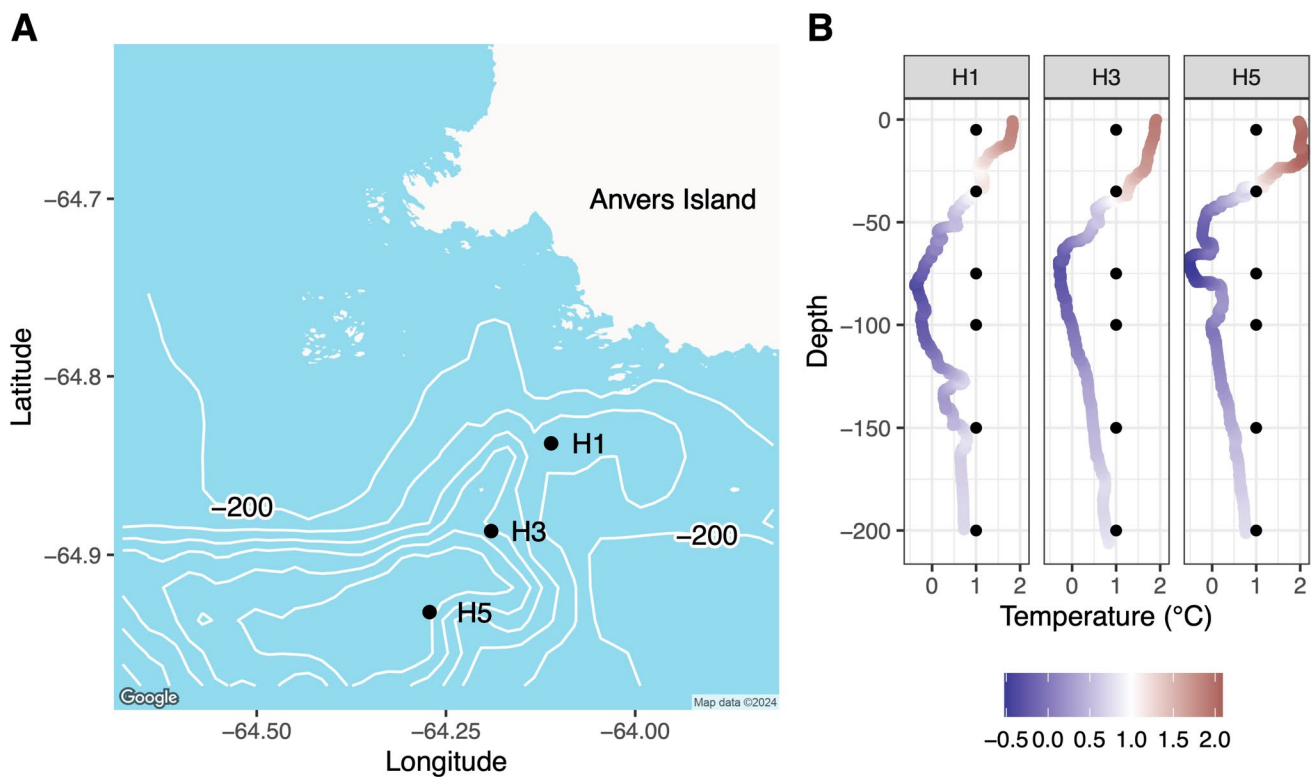 A
B
Anvers Island
H1
H3
H5
−200
−200
−64.7
−64.8
−64.9
Latitude
−64.50
−64.25
−64.00
Longitude
Google
Map data ©2024
H1
H3
H5
0
−50
−100
−150
−200
Depth
0 1 2
0 1 2
0 1 2
Temperature (°C)
−0.5 0.0 0.5 1.0 1.5 2.0